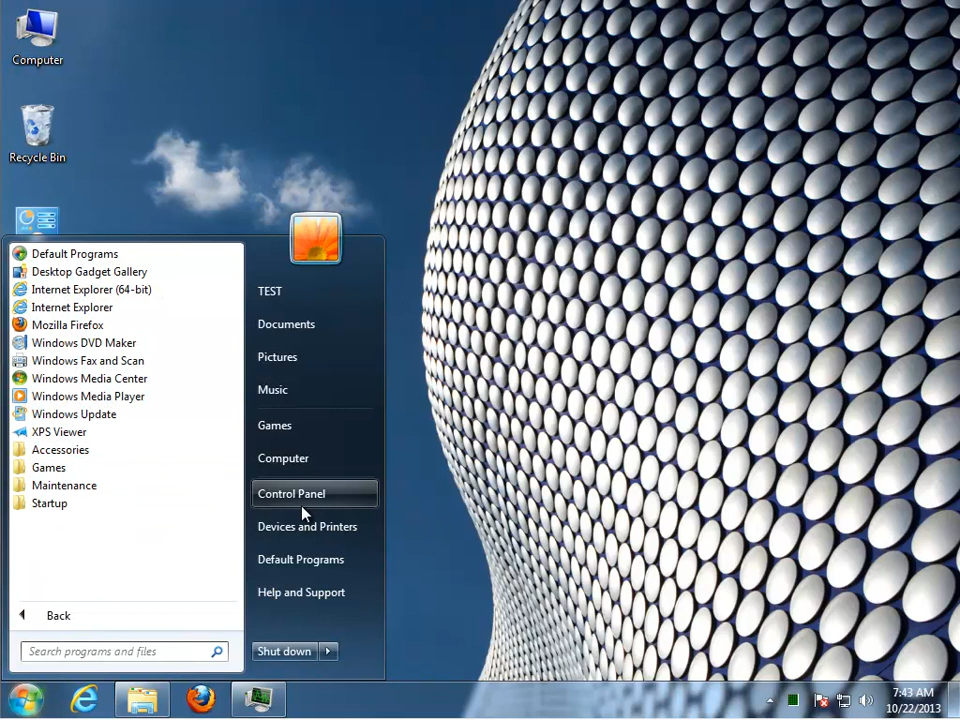 Computer
Recycle Bin
Default Programs
Desktop Gadget Gallery
Internet Explorer (64-bit)
Internet Explorer
Mozilla Firefox
Windows DVD Maker
Windows Fax and Scan
Windows Media Center
Windows Media Player
Windows Update
XPS Viewer
Accessories
Games
Maintenance
Startup
Back
Search programs and files
TEST
Documents
Pictures
Music
Games
Computer
Control Panel
Devices and Printers
Default Programs
Help and Support
Shut down
7:43 AM
10/22/2013